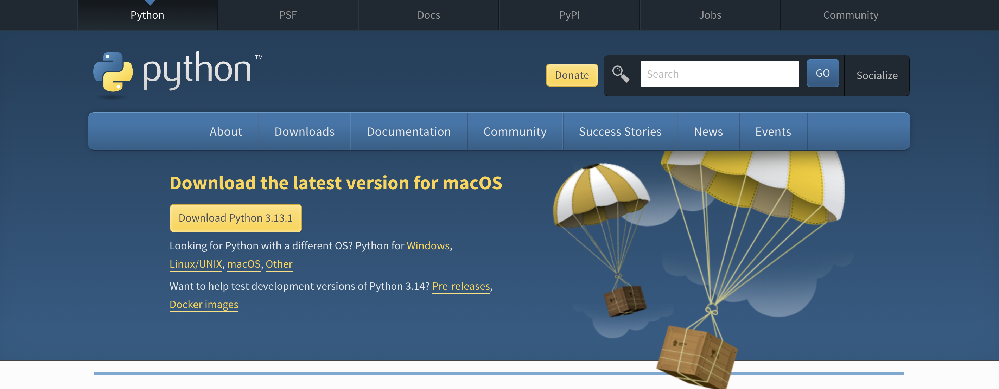 Python
PSF
Docs
PyPI
Jobs
Community
python™
Donate
Search
GO
Socialize
About
Downloads
Documentation
Community
Success Stories
News
Events
Download the latest version for macOS
Download Python 3.13.1
Looking for Python with a different OS? Python for Windows,
Linux/UNIX, macOS, Other
Want to help test development versions of Python 3.14? Pre-releases,
Docker images